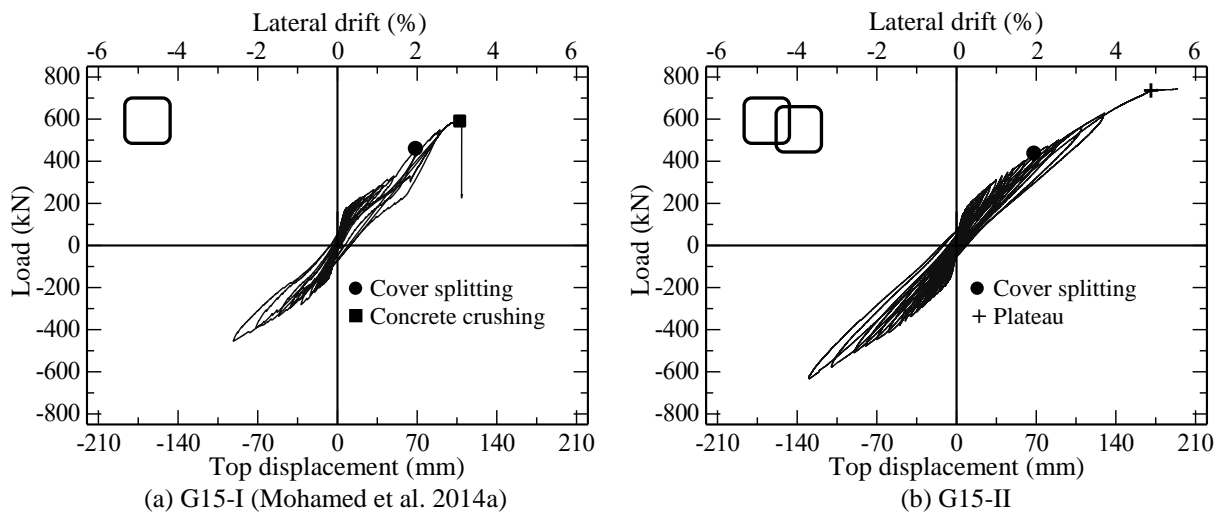 Lateral drift (%)
-6 -4 -2 0 2 4 6
800
600
400
200
0
-200
-400
-600
-800
Load (kN)
Cover splitting
Concrete crushing
-210 -140 -70 0 70 140 210
Top displacement (mm)
(a) G15-I (Mohamed et al. 2014a)
Lateral drift (%)
-6 -4 -2 0 2 4 6
800
600
400
200
0
-200
-400
-600
-800
Load (kN)
Cover splitting
Plateau
-210 -140 -70 0 70 140 210
Top displacement (mm)
(b) G15-II